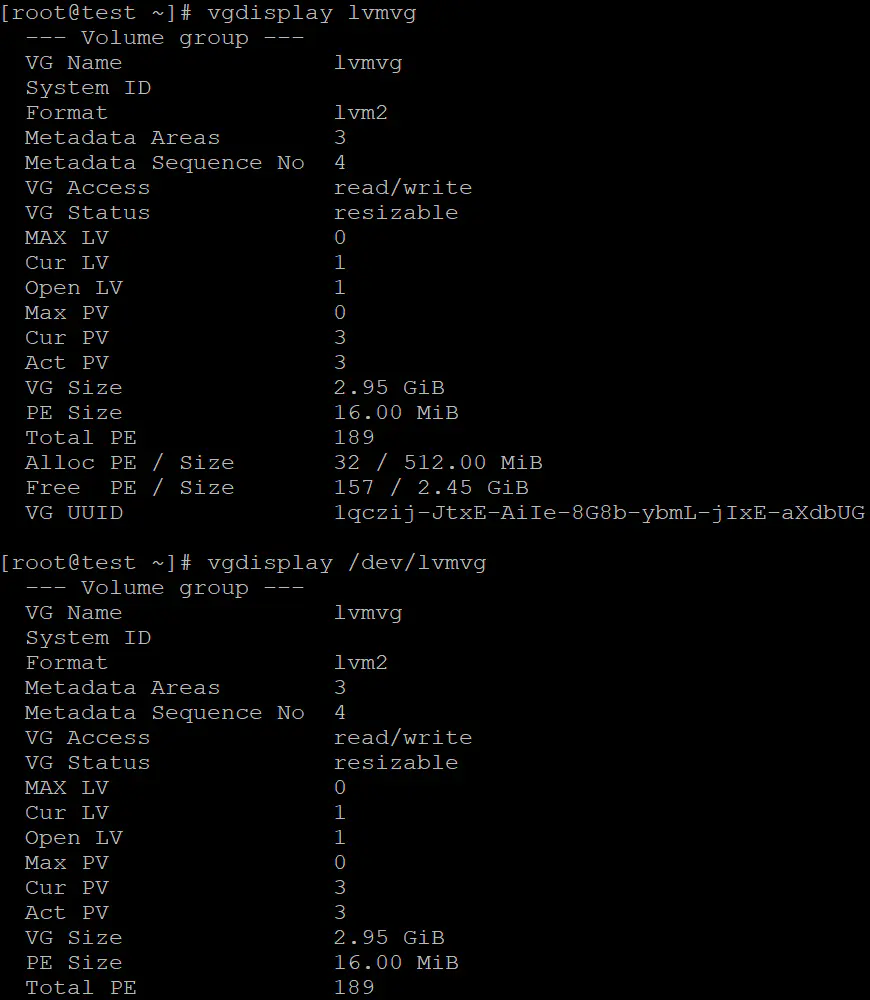 [root@test ~]# vgdisplay lvmvg
  --- Volume group ---
  VG Name               lvmvg
  System ID
  Format                lvm2
  Metadata Areas        3
  Metadata Sequence No  4
  VG Access             read/write
  VG Status             resizable
  MAX LV                0
  Cur LV                1
  Open LV               1
  Max PV                0
  Cur PV                3
  Act PV                3
  VG Size               2.95 GiB
  PE Size               16.00 MiB
  Total PE              189
  Alloc PE / Size       32 / 512.00 MiB
  Free  PE / Size       157 / 2.45 GiB
  VG UUID               1qczij-JtxE-AiIe-8G8b-ybmL-jIxE-aXdbUG

[root@test ~]# vgdisplay /dev/lvmvg
  --- Volume group ---
  VG Name               lvmvg
  System ID
  Format                lvm2
  Metadata Areas        3
  Metadata Sequence No  4
  VG Access             read/write
  VG Status             resizable
  MAX LV                0
  Cur LV                1
  Open LV               1
  Max PV                0
  Cur PV                3
  Act PV                3
  VG Size               2.95 GiB
  PE Size               16.00 MiB
  Total PE              189